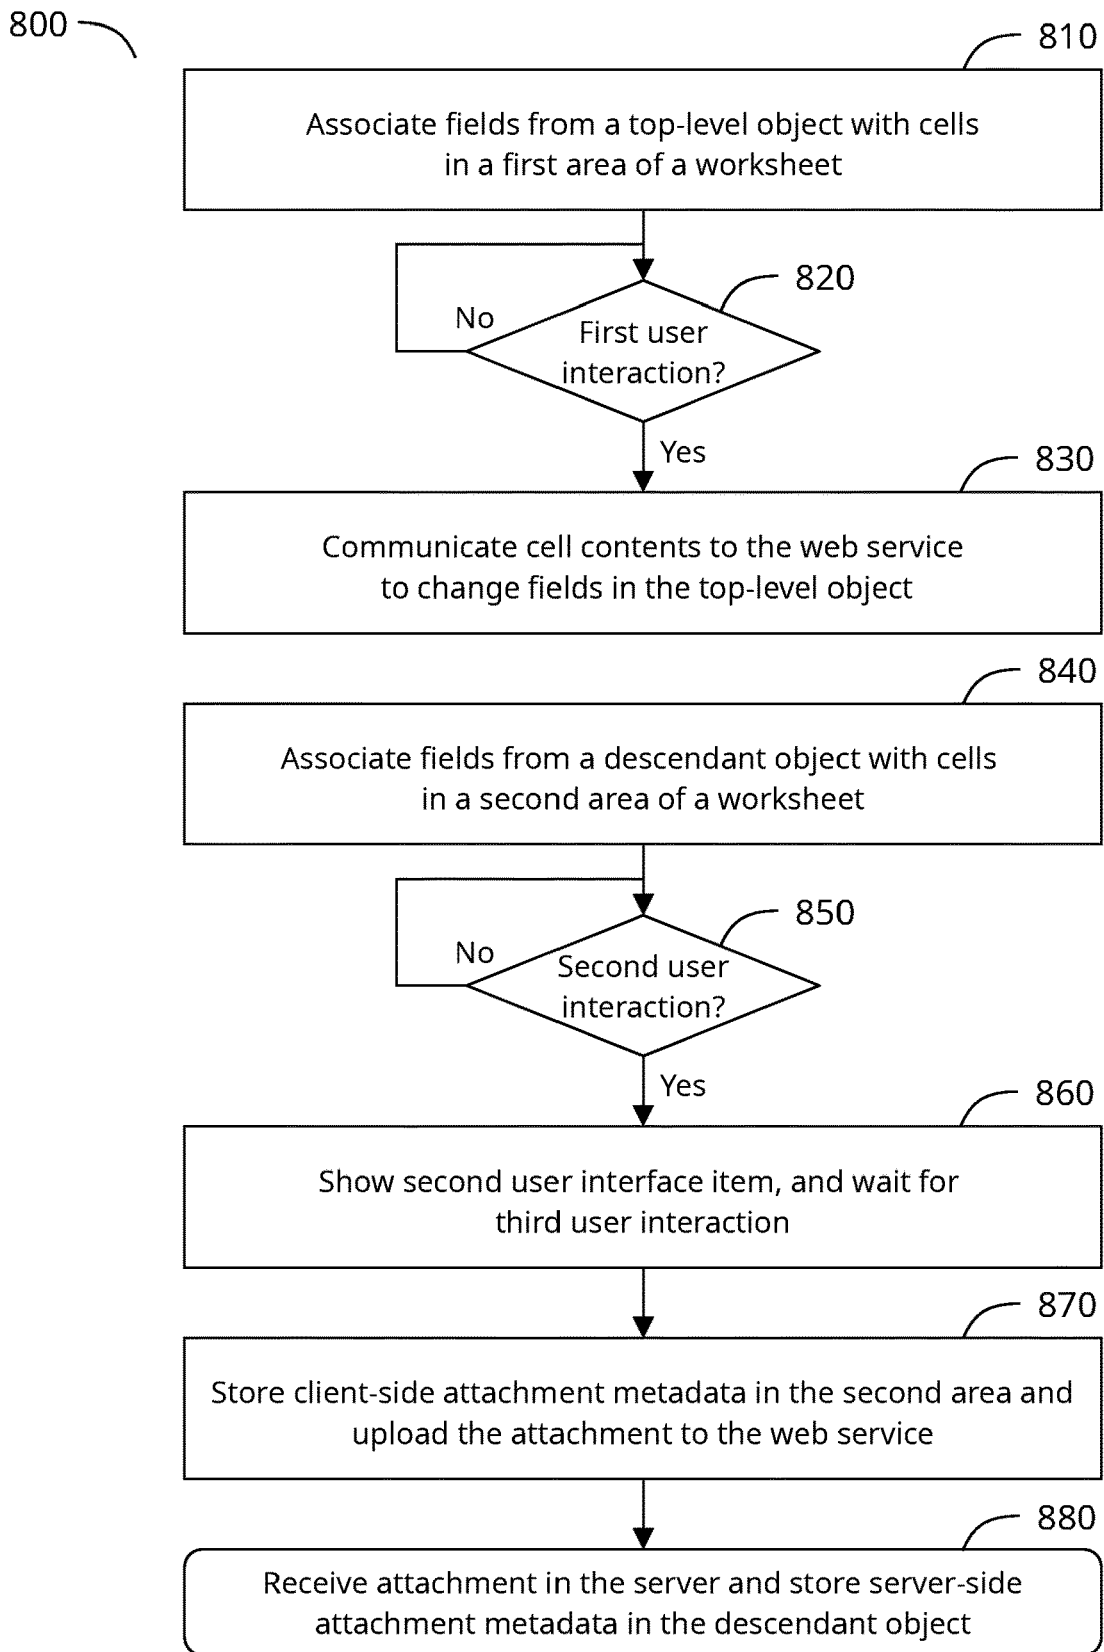 800
810
Associate fields from a top-level object with cells
in a first area of a worksheet
820
No
First user
interaction?
Yes
830
Communicate cell contents to the web service
to change fields in the top-level object
840
Associate fields from a descendant object with cells
in a second area of a worksheet
850
No
Second user
interaction?
Yes
860
Show second user interface item, and wait for
third user interaction
870
Store client-side attachment metadata in the second area and
upload the attachment to the web service
880
Receive attachment in the server and store server-side
attachment metadata in the descendant object